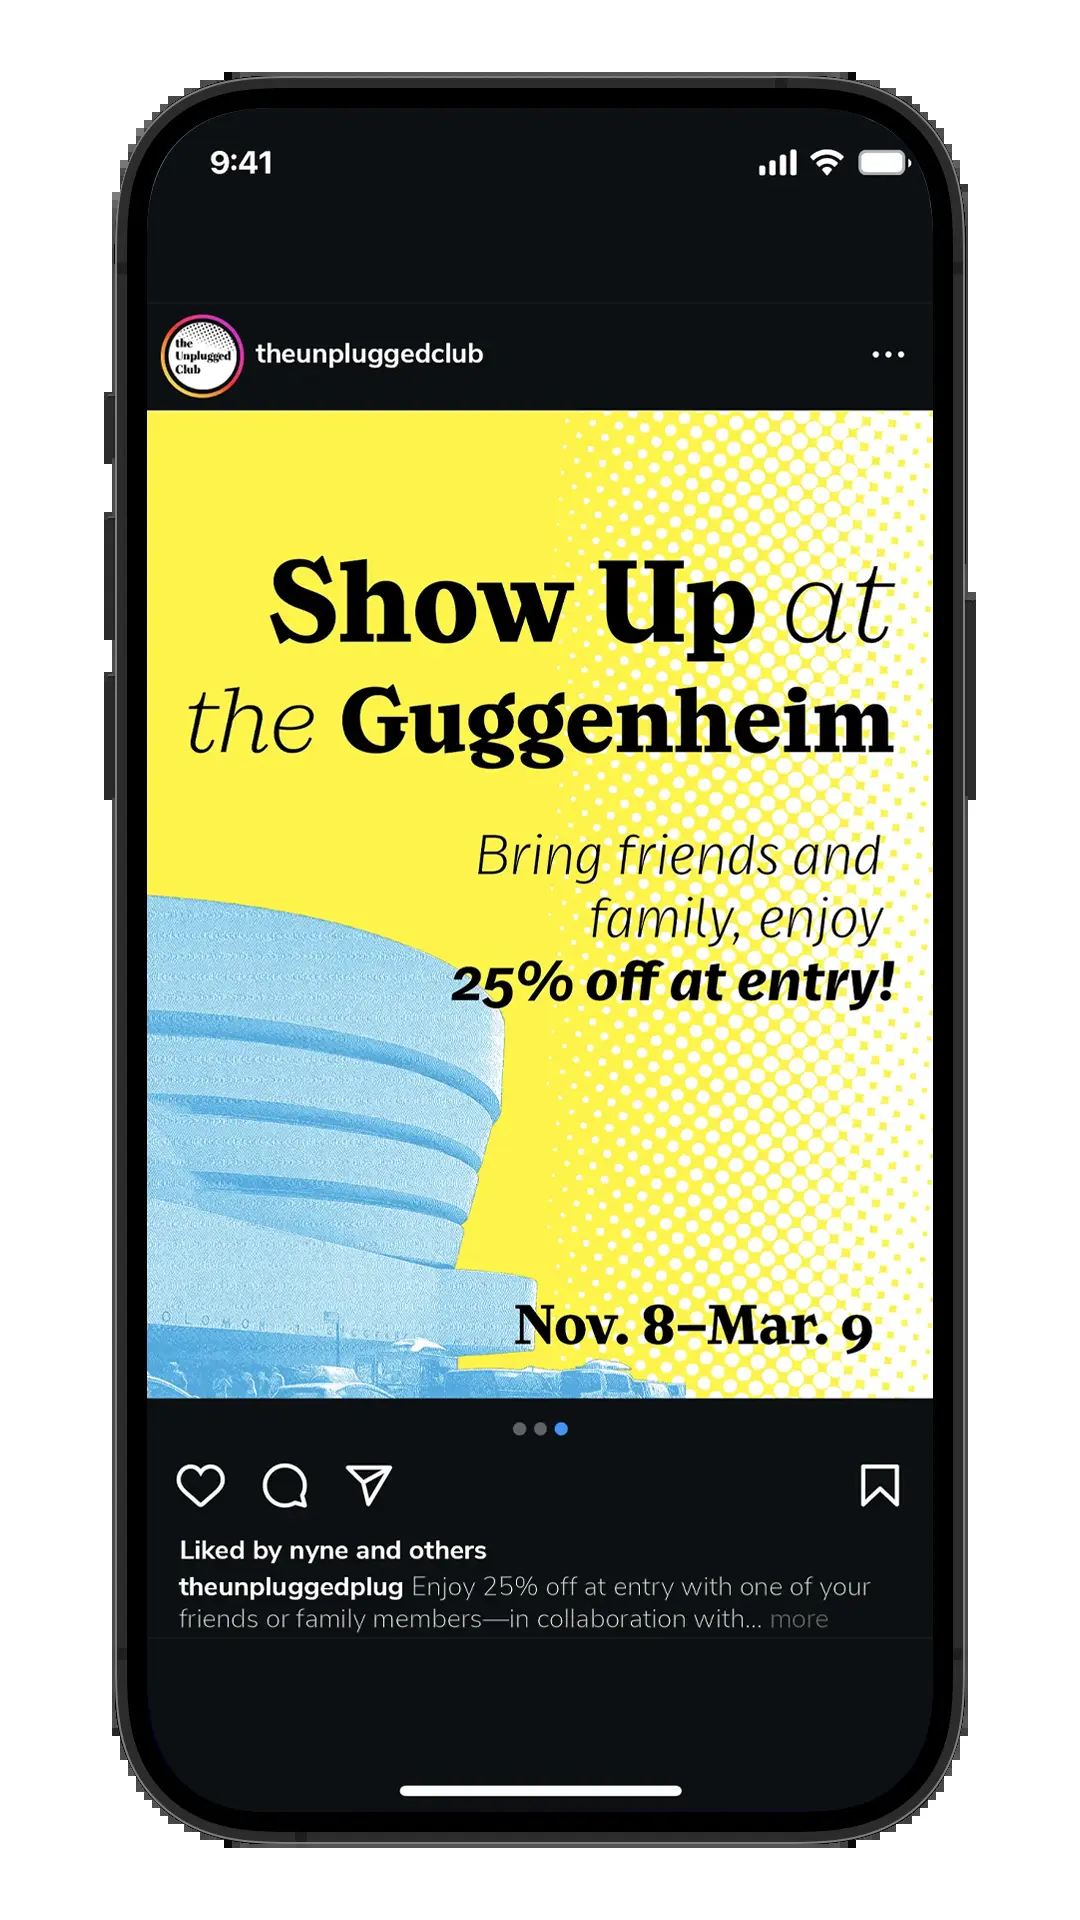 9:41
the
Unplugged
Club
theunpluggedclub
Show Up at
the Guggenheim
Bring friends and
family, enjoy
25% off at entry!
OLOMON
Nov. 8–Mar. 9
Liked by nyne and others
theunpluggedplug Enjoy 25% off at entry with one of your
friends or family members—in collaboration with... more